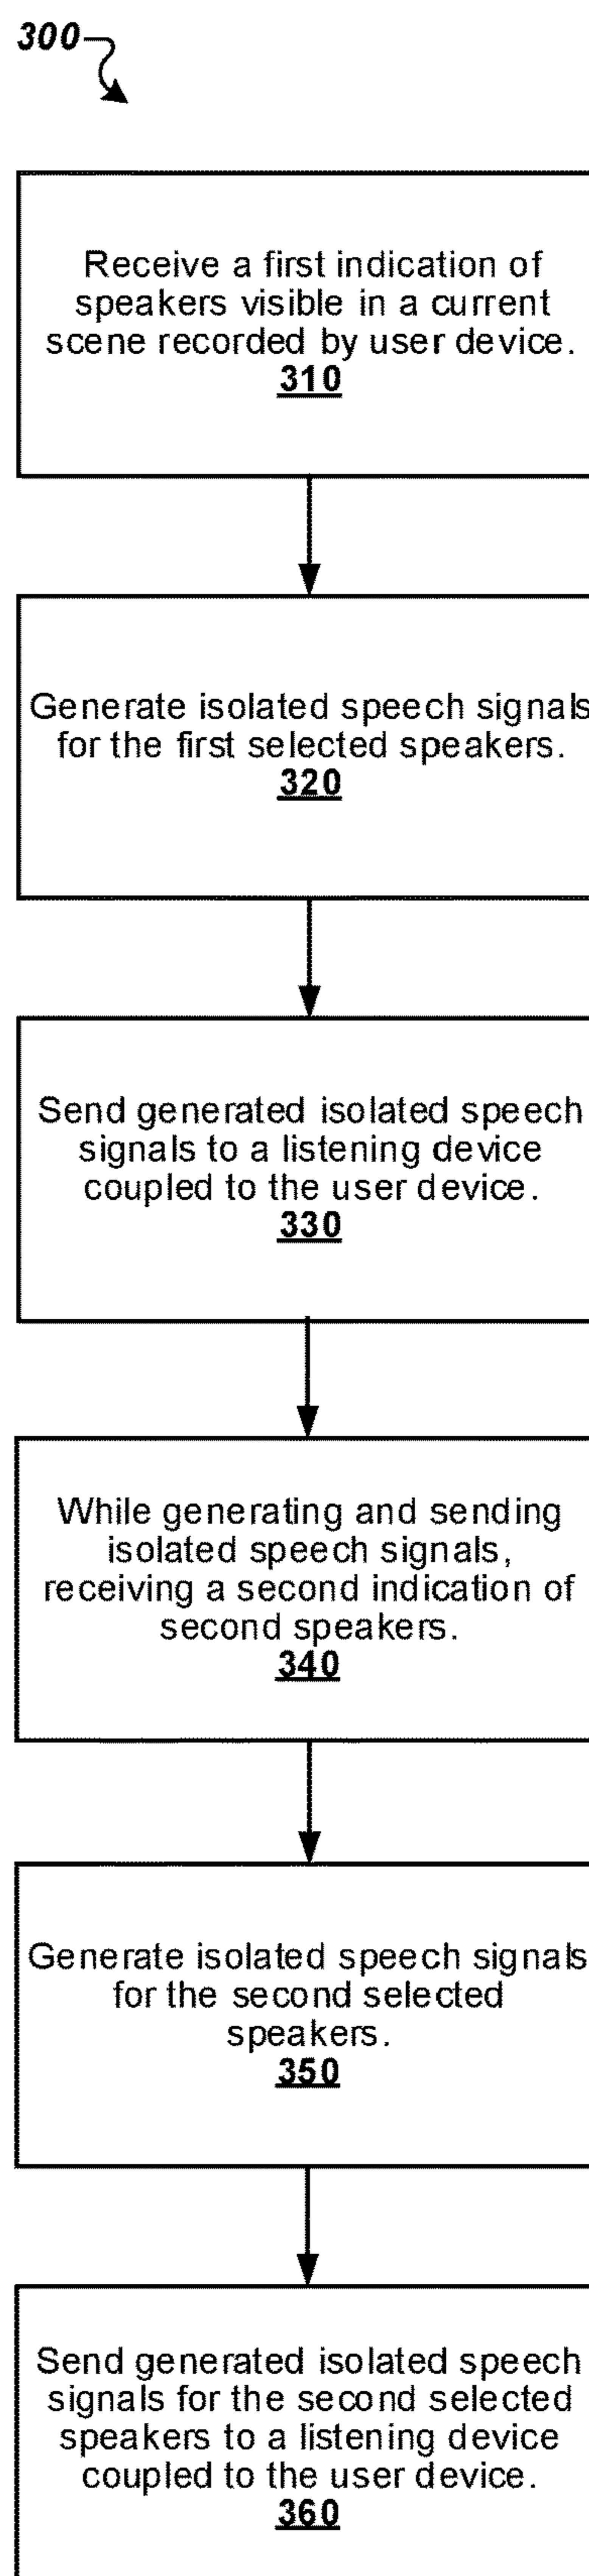 300
Receive a first indication of
speakers visible in a current
scene recorded by user device.
310
Generate isolated speech signals
for the first selected speakers.
320
Send generated isolated speech
signals to a listening device
coupled to the user device.
330
While generating and sending
isolated speech signals,
receiving a second indication of
second speakers.
340
Generate isolated speech signals
for the second selected
speakers.
350
Send generated isolated speech
signals for the second selected
speakers to a listening device
coupled to the user device.
360